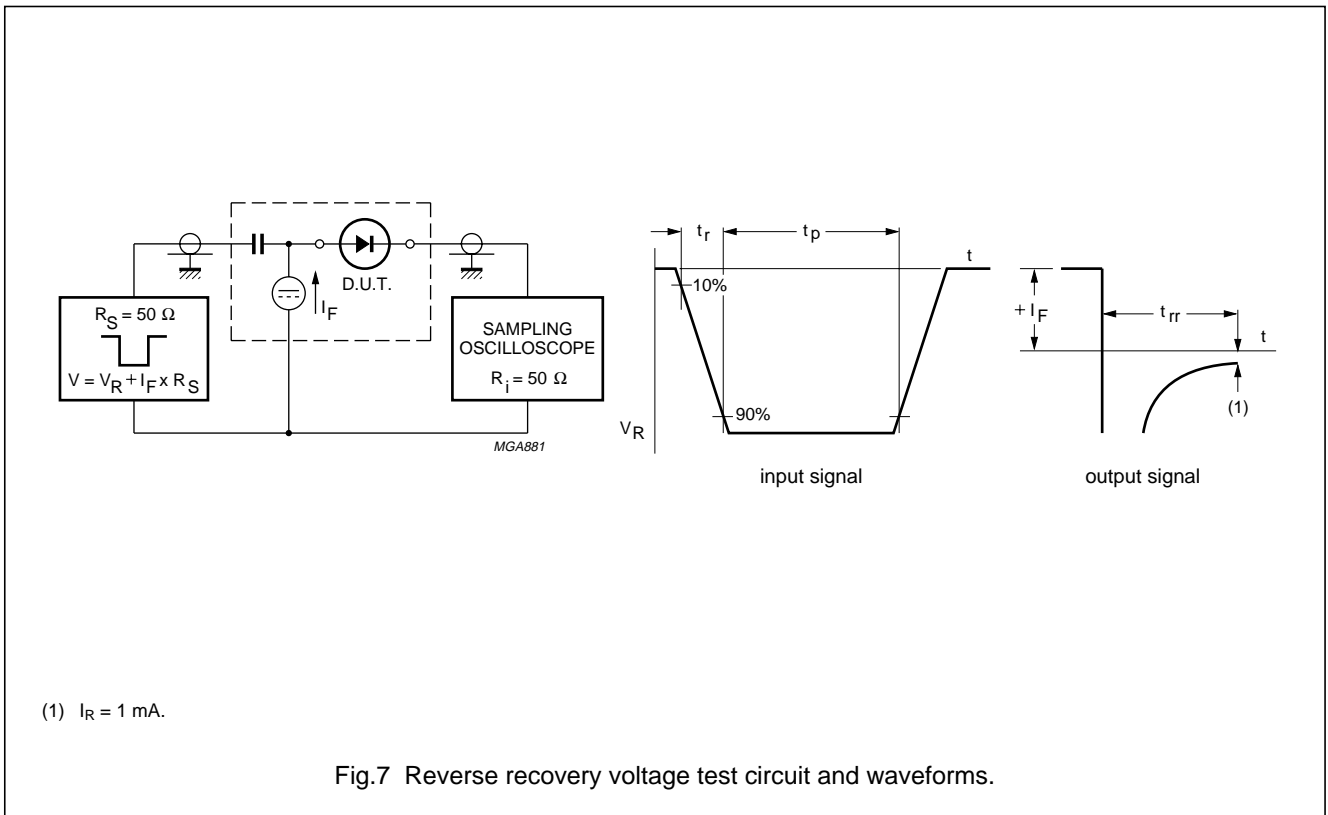 R_S = 50 Ω
V = V_R + I_F x R_S
I_F
D.U.T.
SAMPLING
OSCILLOSCOPE
R_i = 50 Ω
MGA881
t_r
t_p
t
10%
90%
V_R
input signal
+ I_F
t_rr
t
(1)
output signal
(1) I_R = 1 mA.
Fig.7 Reverse recovery voltage test circuit and waveforms.